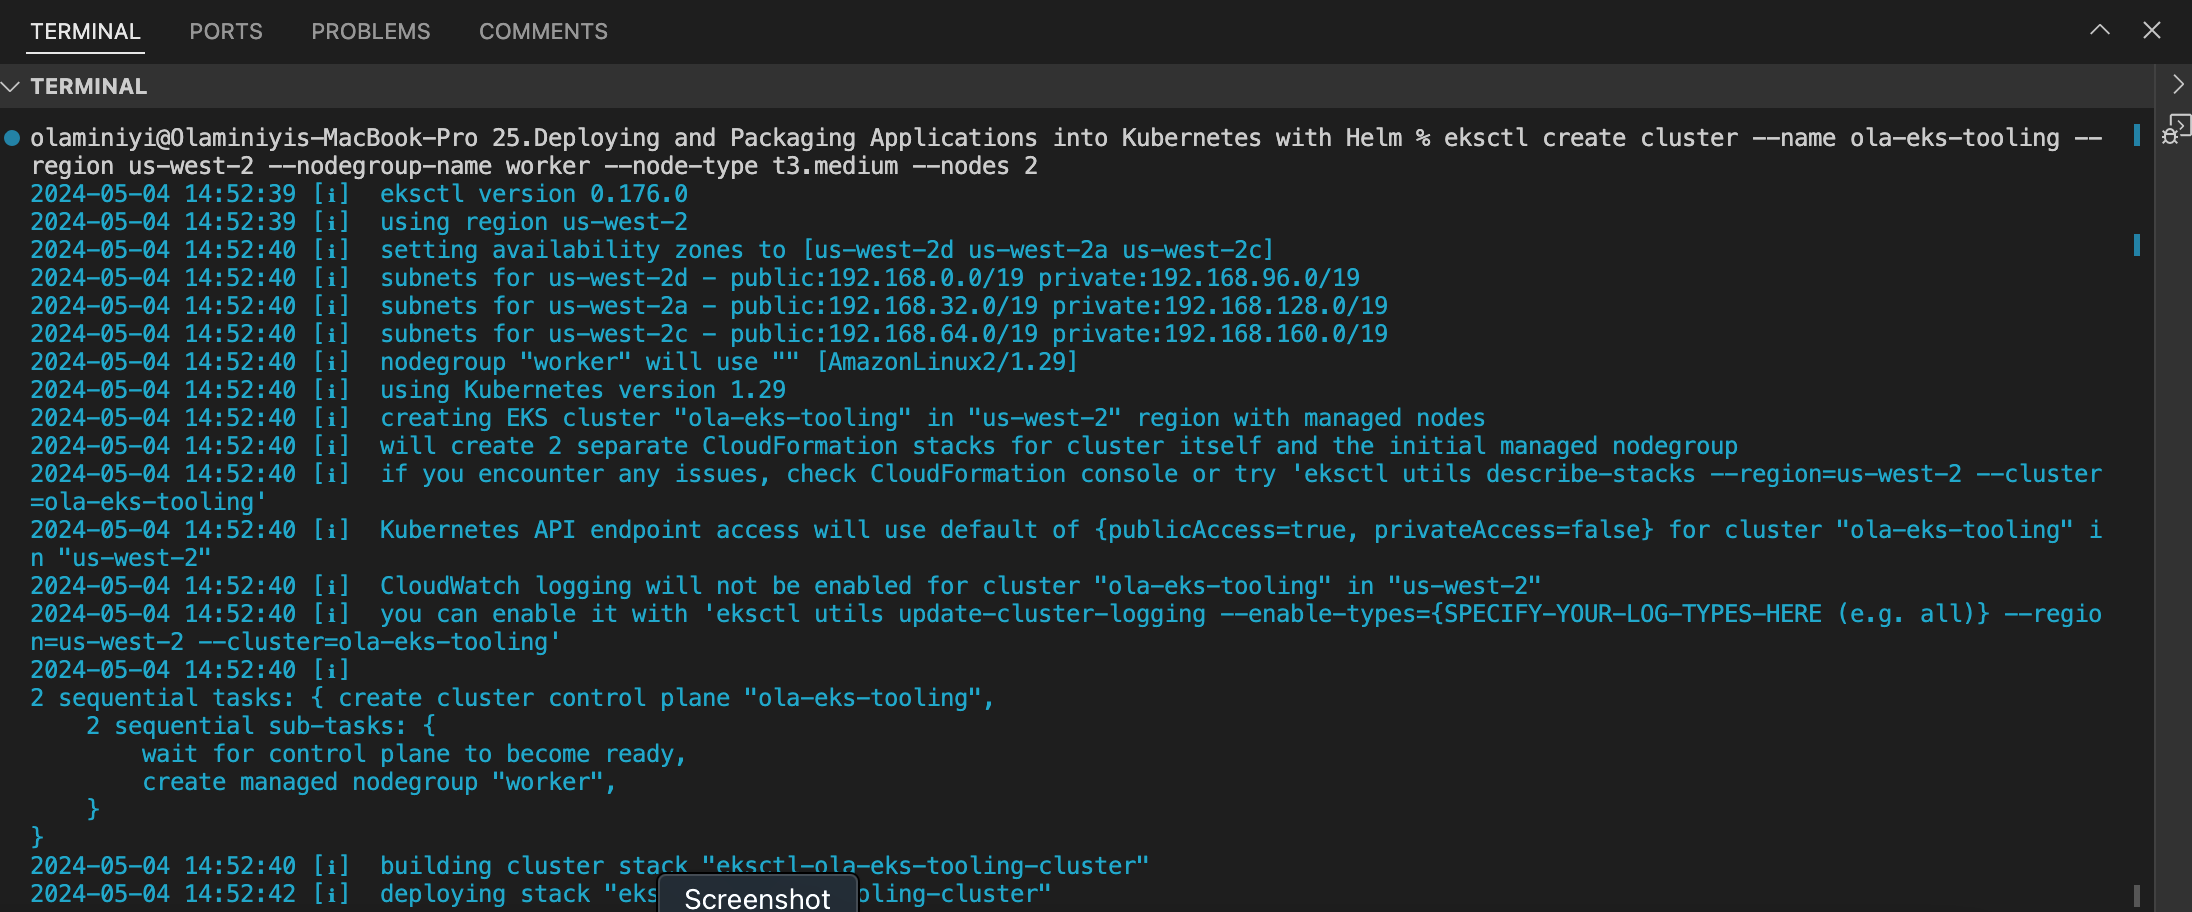 TERMINAL PORTS PROBLEMS COMMENTS
TERMINAL
olaminiyi@Olaminiyis-MacBook-Pro 25.Deploying and Packaging Applications into Kubernetes with Helm % eksctl create cluster --name ola-eks-tooling --
region us-west-2 --nodegroup-name worker --node-type t3.medium --nodes 2
2024-05-04 14:52:39 [ℹ]  eksctl version 0.176.0
2024-05-04 14:52:39 [ℹ]  using region us-west-2
2024-05-04 14:52:40 [ℹ]  setting availability zones to [us-west-2d us-west-2a us-west-2c]
2024-05-04 14:52:40 [ℹ]  subnets for us-west-2d - public:192.168.0.0/19 private:192.168.96.0/19
2024-05-04 14:52:40 [ℹ]  subnets for us-west-2a - public:192.168.32.0/19 private:192.168.128.0/19
2024-05-04 14:52:40 [ℹ]  subnets for us-west-2c - public:192.168.64.0/19 private:192.168.160.0/19
2024-05-04 14:52:40 [ℹ]  nodegroup "worker" will use "" [AmazonLinux2/1.29]
2024-05-04 14:52:40 [ℹ]  using Kubernetes version 1.29
2024-05-04 14:52:40 [ℹ]  creating EKS cluster "ola-eks-tooling" in "us-west-2" region with managed nodes
2024-05-04 14:52:40 [ℹ]  will create 2 separate CloudFormation stacks for cluster itself and the initial managed nodegroup
2024-05-04 14:52:40 [ℹ]  if you encounter any issues, check CloudFormation console or try 'eksctl utils describe-stacks --region=us-west-2 --cluster
=ola-eks-tooling'
2024-05-04 14:52:40 [ℹ]  Kubernetes API endpoint access will use default of {publicAccess=true, privateAccess=false} for cluster "ola-eks-tooling" i
n "us-west-2"
2024-05-04 14:52:40 [ℹ]  CloudWatch logging will not be enabled for cluster "ola-eks-tooling" in "us-west-2"
2024-05-04 14:52:40 [ℹ]  you can enable it with 'eksctl utils update-cluster-logging --enable-types={SPECIFY-YOUR-LOG-TYPES-HERE (e.g. all)} --regio
n=us-west-2 --cluster=ola-eks-tooling'
2024-05-04 14:52:40 [ℹ]
2 sequential tasks: { create cluster control plane "ola-eks-tooling",
    2 sequential sub-tasks: {
        wait for control plane to become ready,
        create managed nodegroup "worker",
    }
}
2024-05-04 14:52:40 [ℹ]  building cluster stack "eksctl-ola-eks-tooling-cluster"
2024-05-04 14:52:42 [ℹ]  deploying stack "eks oling-cluster"
Screenshot